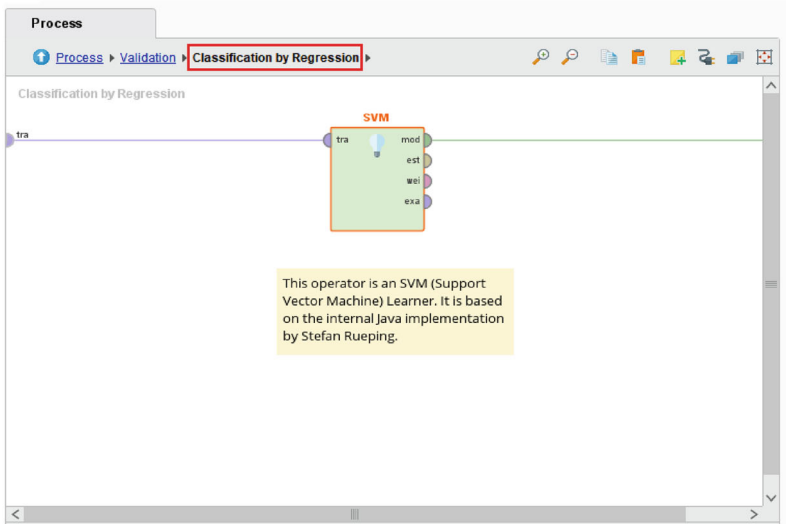 Process
Process ▸ Validation ▸ Classification by Regression ▸
Classification by Regression
SVM
tra
tra
mod
est
wei
exa
This operator is an SVM (Support
Vector Machine) Learner. It is based
on the internal Java implementation
by Stefan Rueping.